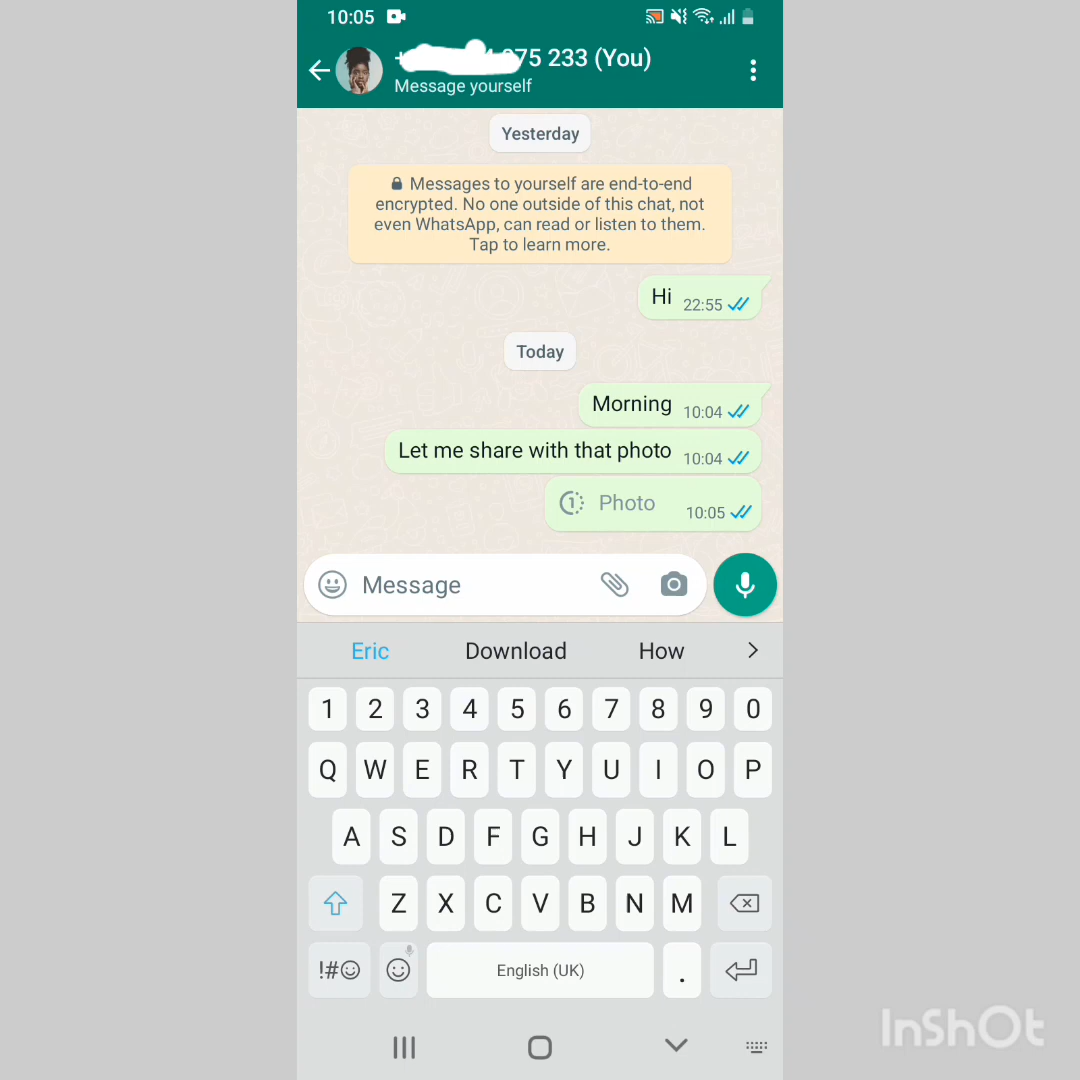 10:05
75 233 (You)
Message yourself
Yesterday
Messages to yourself are end-to-end
encrypted. No one outside of this chat, not
even WhatsApp, can read or listen to them.
Tap to learn more.
Hi 22:55
Today
Morning 10:04
Let me share with that photo 10:04
1 Photo 10:05
Message
Eric Download How
1 2 3 4 5 6 7 8 9 0
Q W E R T Y U I O P
A S D F G H J K L
Z X C V B N M
!# English (UK) .
InShOt